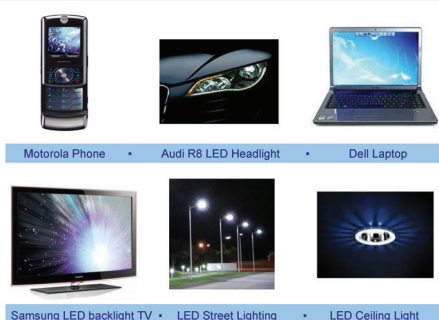 Motorola Phone ▪ Audi R8 LED Headlight ▪ Dell Laptop
Samsung LED backlight TV ▪ LED Street Lighting ▪ LED Ceiling Light